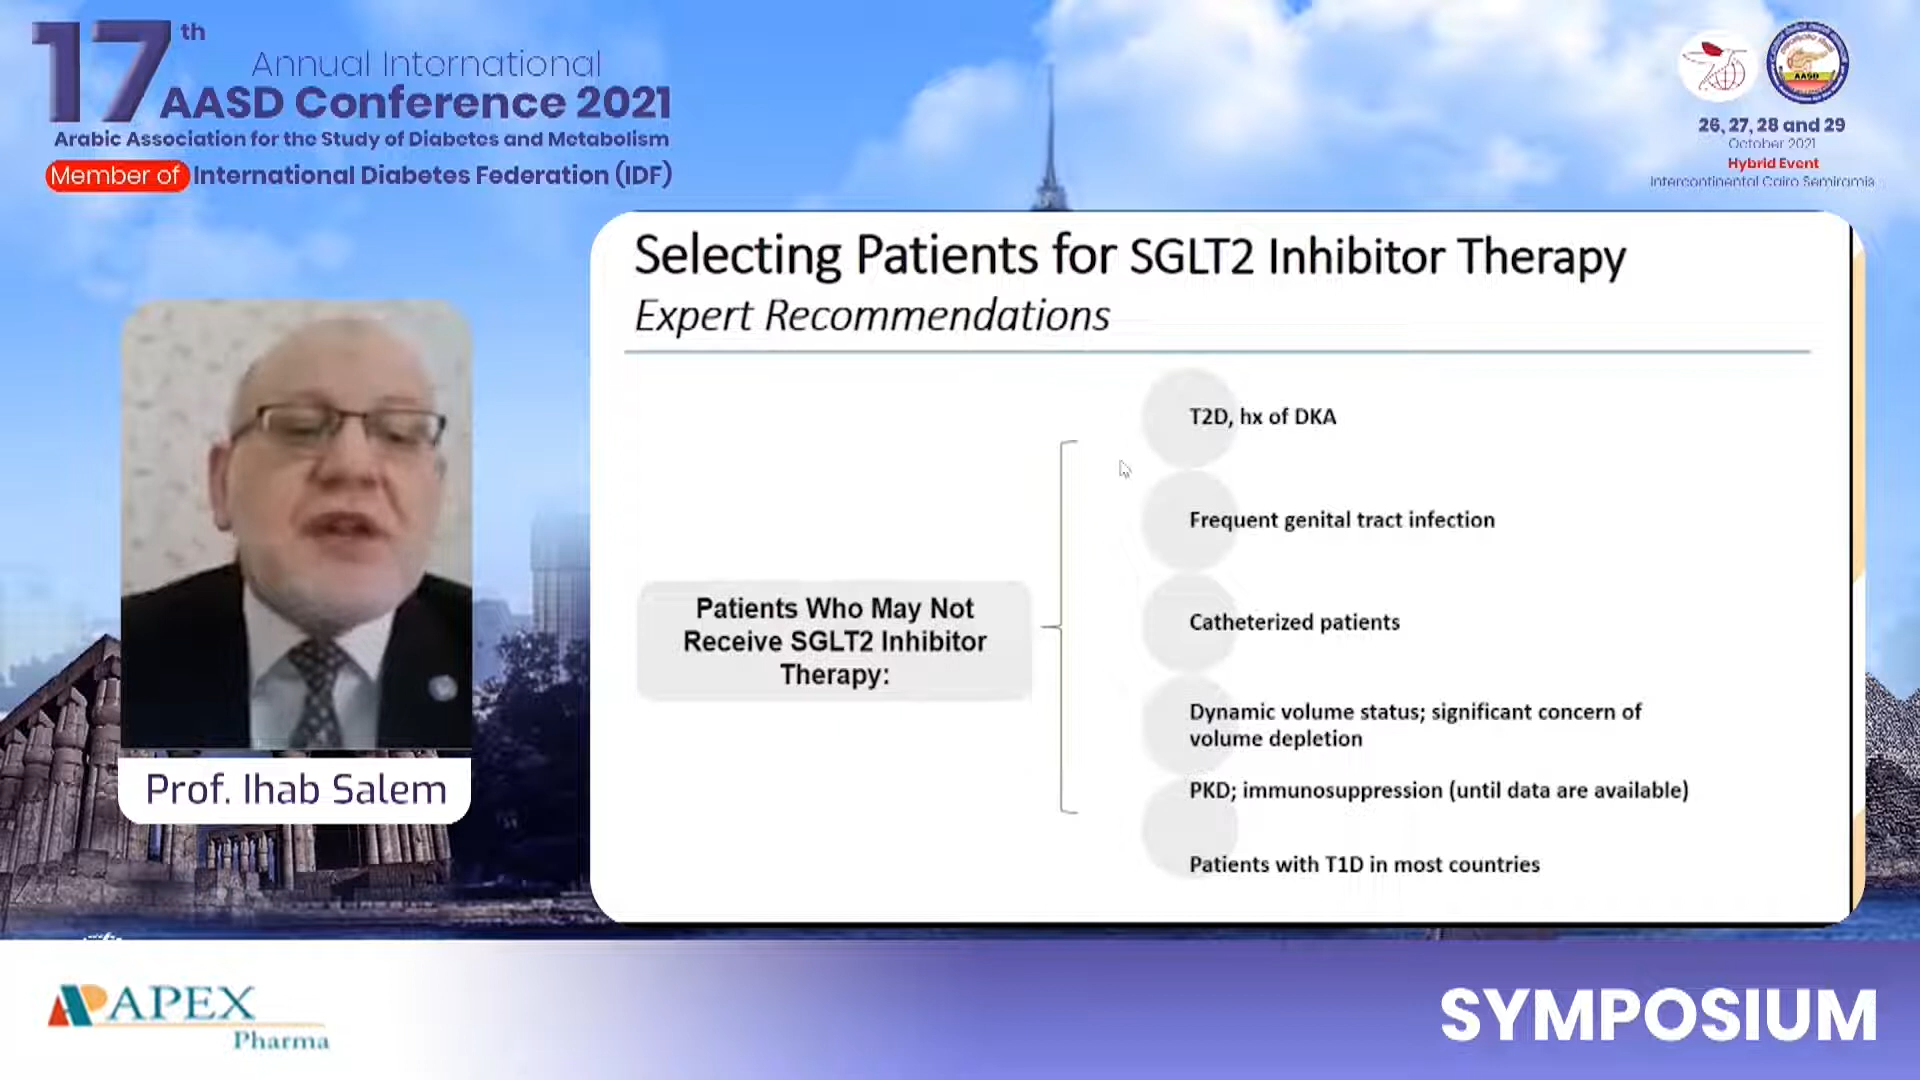 17th
Annual International
AASD Conference 2021
Arabic Association for the Study of Diabetes and Metabolism
Member of International Diabetes Federation (IDF)
AASD
26, 27, 28 and 29
October 2021
Hybrid Event
Intercontinental Cairo Semiramis
Selecting Patients for SGLT2 Inhibitor Therapy
Expert Recommendations
Patients Who May Not
Receive SGLT2 Inhibitor
Therapy:
T2D, hx of DKA
Frequent genital tract infection
Catheterized patients
Dynamic volume status; significant concern of
volume depletion
PKD; immunosuppression (until data are available)
Patients with T1D in most countries
Prof. Ihab Salem
APEX
Pharma
SYMPOSIUM